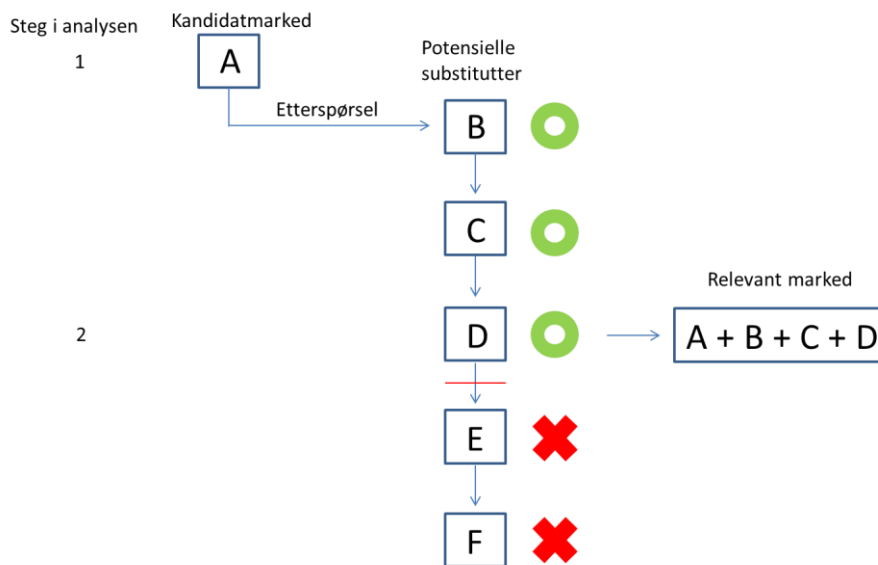 Steg i analysen
Kandidatmarked
1
A
Potensielle
substitutter
Etterspørsel
B
C
Relevant marked
2
D
A + B + C + D
E
F